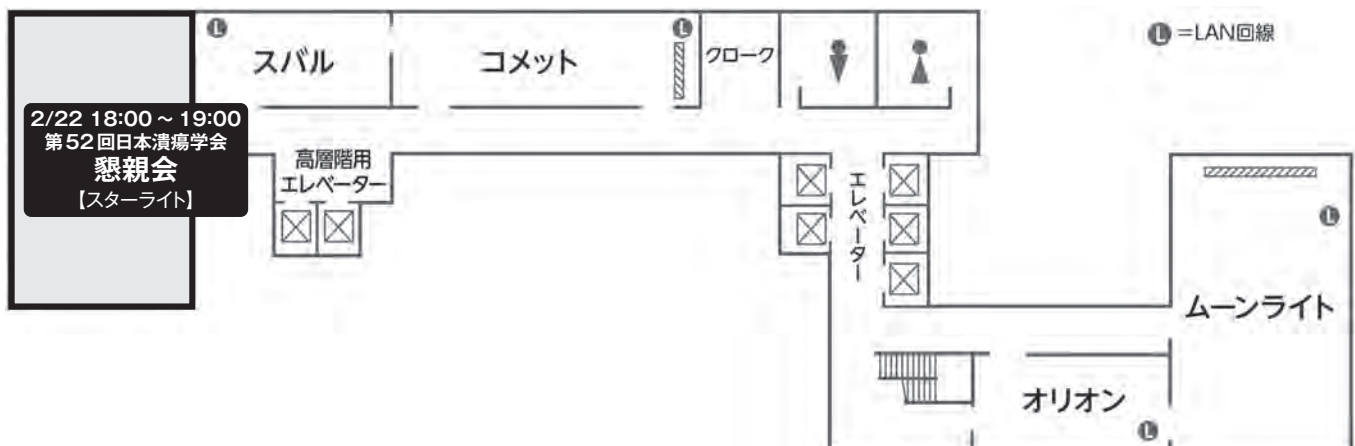 Ⓛ
スバル
Ⓛ
コメット
クローク
Ⓛ=LAN回線
2/22 18:00～19:00
第52回日本潰瘍学会
懇親会
【スターライト】
高層階用
エレベーター
エレベーター
Ⓛ
ムーンライト
オリオン
Ⓛ